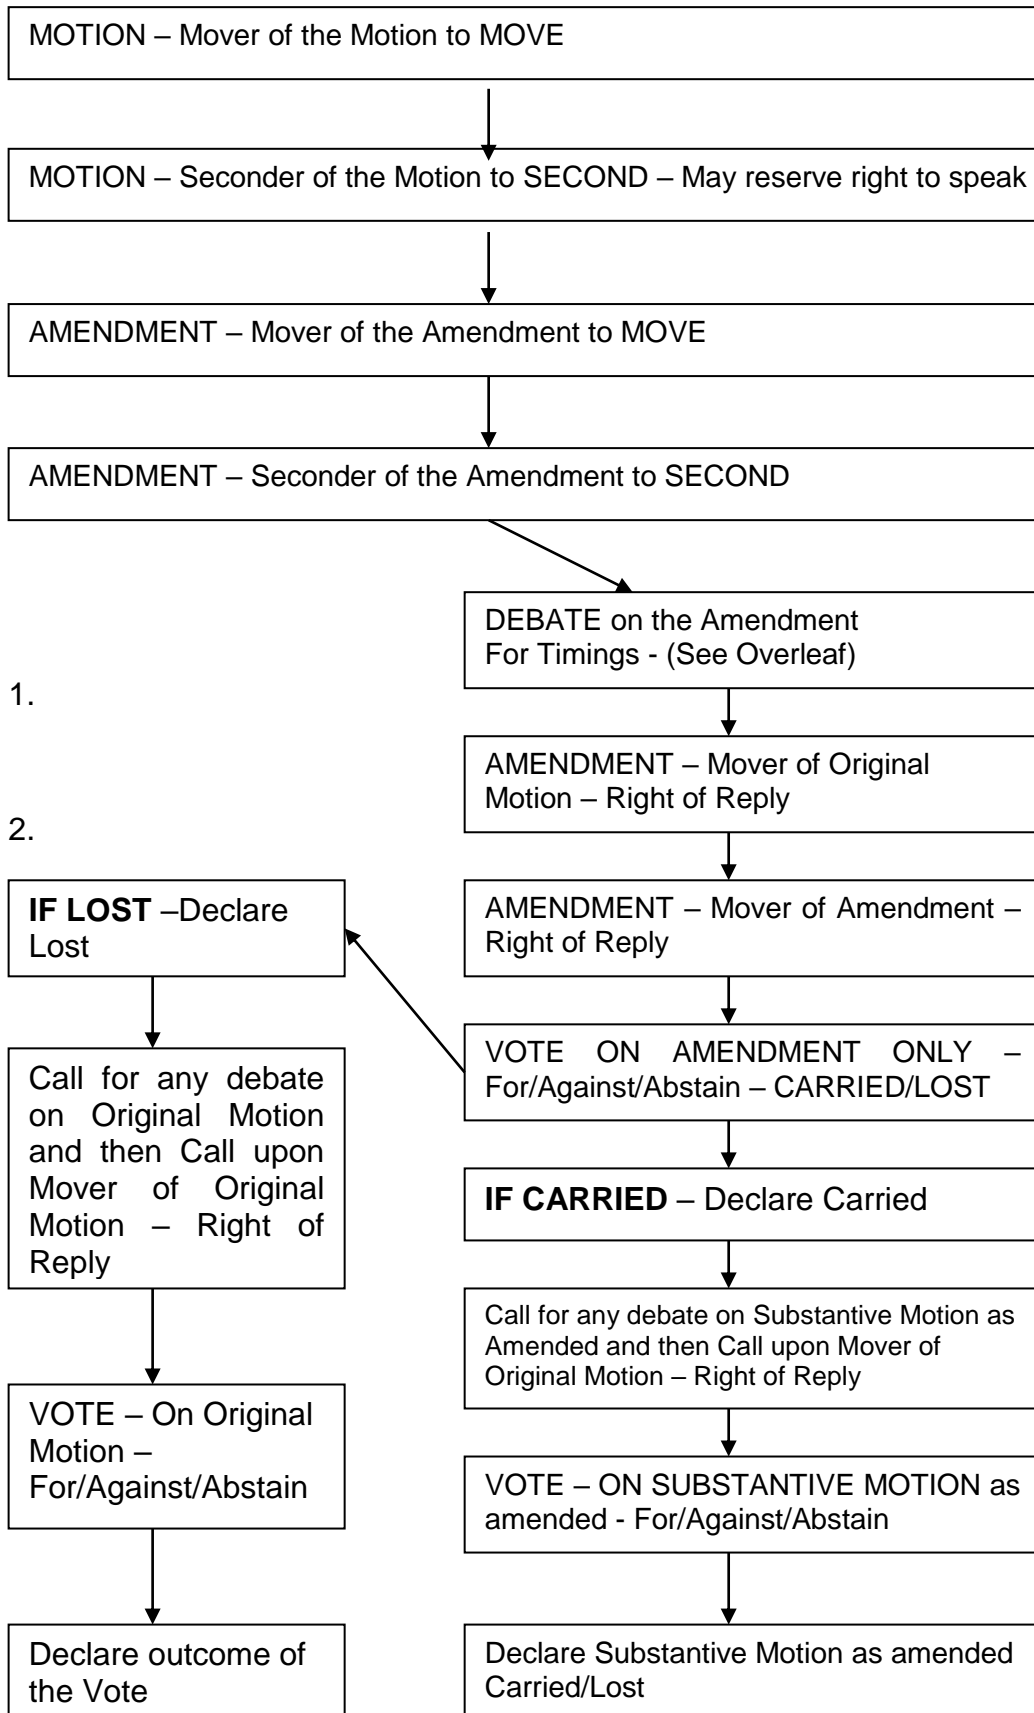 MOTION – Mover of the Motion to MOVE
MOTION – Seconder of the Motion to SECOND – May reserve right to speak
AMENDMENT – Mover of the Amendment to MOVE
AMENDMENT – Seconder of the Amendment to SECOND
DEBATE on the Amendment
For Timings - (See Overleaf)
1.
AMENDMENT – Mover of Original
Motion – Right of Reply
2.
AMENDMENT – Mover of Amendment –
Right of Reply
VOTE ON AMENDMENT ONLY –
For/Against/Abstain – CARRIED/LOST
IF LOST –Declare
Lost
Call for any debate
on Original Motion
and then Call upon
Mover of Original
Motion – Right of
Reply
VOTE – On Original
Motion –
For/Against/Abstain
Declare outcome of
the Vote
IF CARRIED – Declare Carried
Call for any debate on Substantive Motion as
Amended and then Call upon Mover of
Original Motion – Right of Reply
VOTE – ON SUBSTANTIVE MOTION as
amended - For/Against/Abstain
Declare Substantive Motion as amended
Carried/Lost